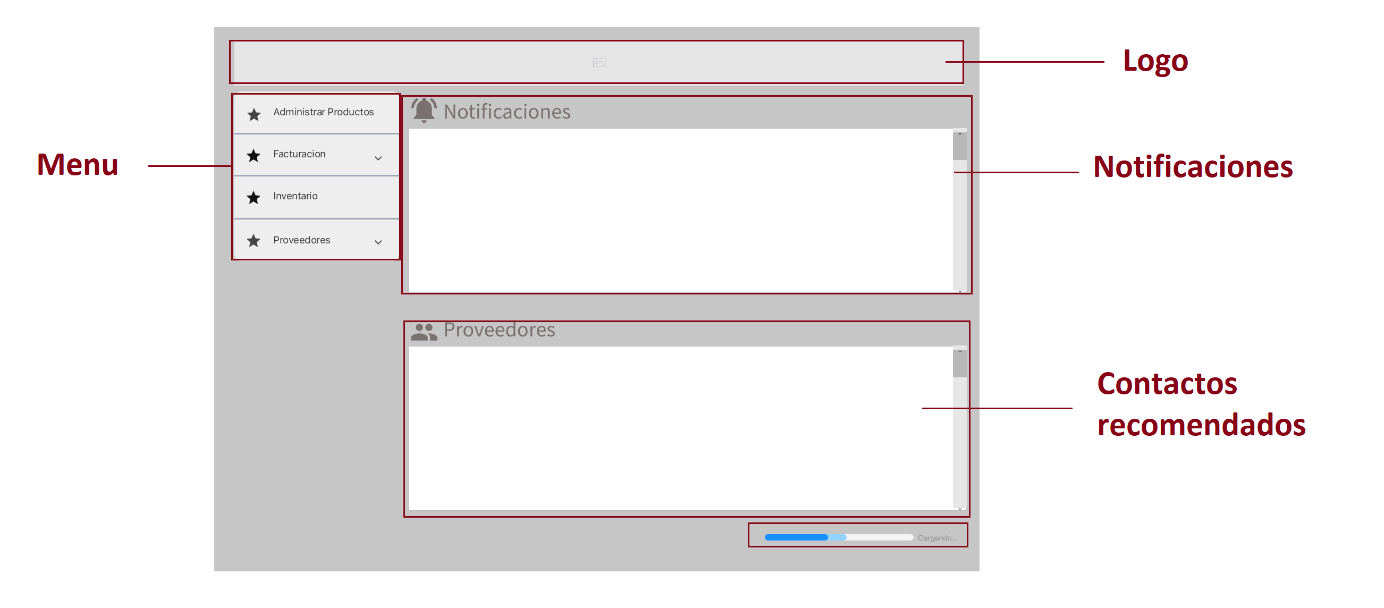 Logo
Administrar Productos
Notificaciones
Menu
Facturacion
Notificaciones
Inventario
Proveedores
Proveedores
Contactos
recomendados
Cargando...